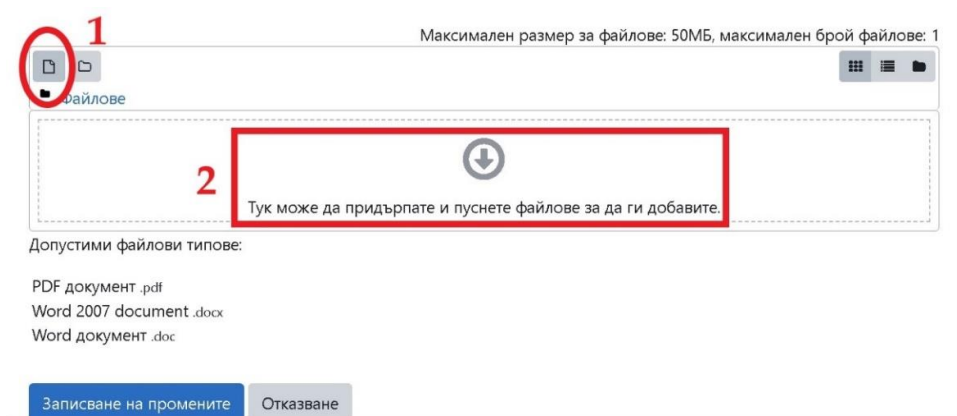 1
Максимален размер за файлове: 50МБ, максимален брой файлове: 1
Файлове
2
Тук може да придърпате и пуснете файлове за да ги добавите.
Допустими файлови типове:
PDF документ .pdf
Word 2007 document .docx
Word документ .doc
Записване на промените Отказване